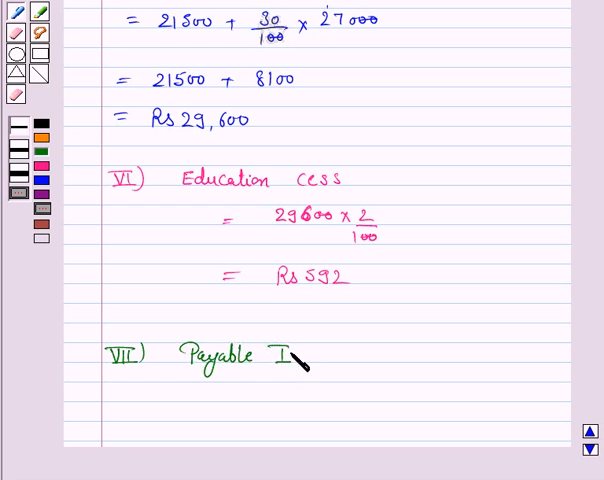 = 21500 + 30/100 × 27000
= 21500 + 8100
= Rs 29,600
VI) Education cess
= 29600 × 2/100
= Rs 592
VII) Payable I